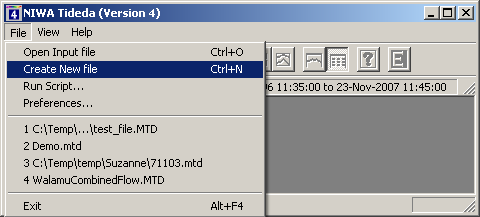 NIWA Tideda (Version 4)
File View Help
Open Input file Ctrl+O
Create New file Ctrl+N
Run Script...
Preferences...
11:35:00 to 23-Nov-2007 11:45:00
1 C:\Temp\...\test_file.MTD
2 Demo.mtd
3 C:\Temp\temp\Suzanne\71103.mtd
4 WalamuCombinedFlow.MTD
Exit Alt+F4